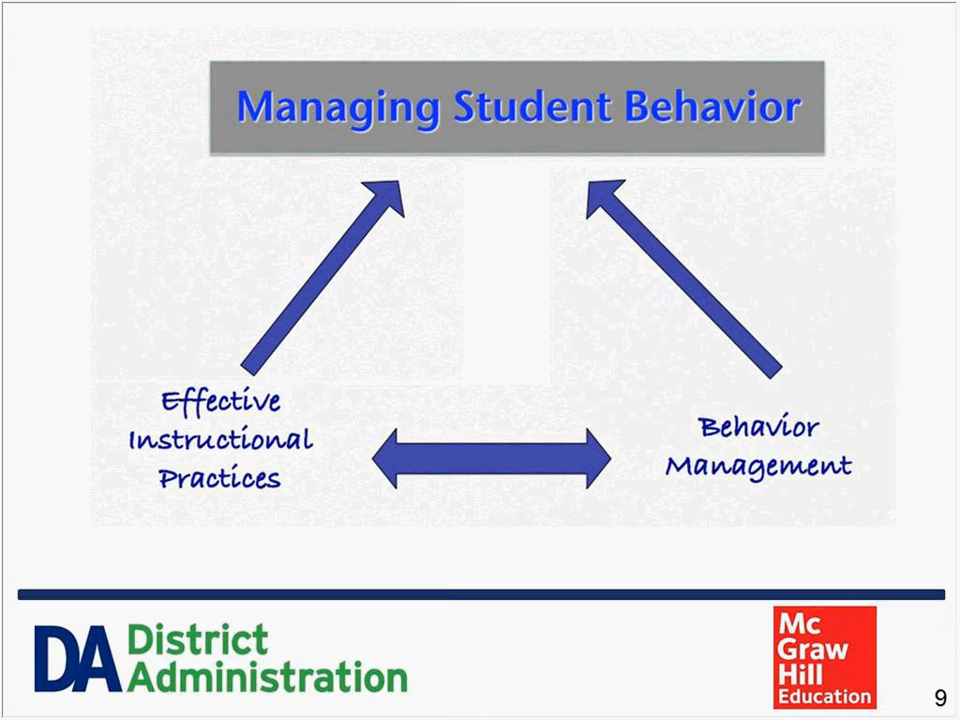 Managing Student Behavior
Effective
Instructional
Practices
Behavior
Management
DA District
Administration
Mc
Graw
Hill
Education
9